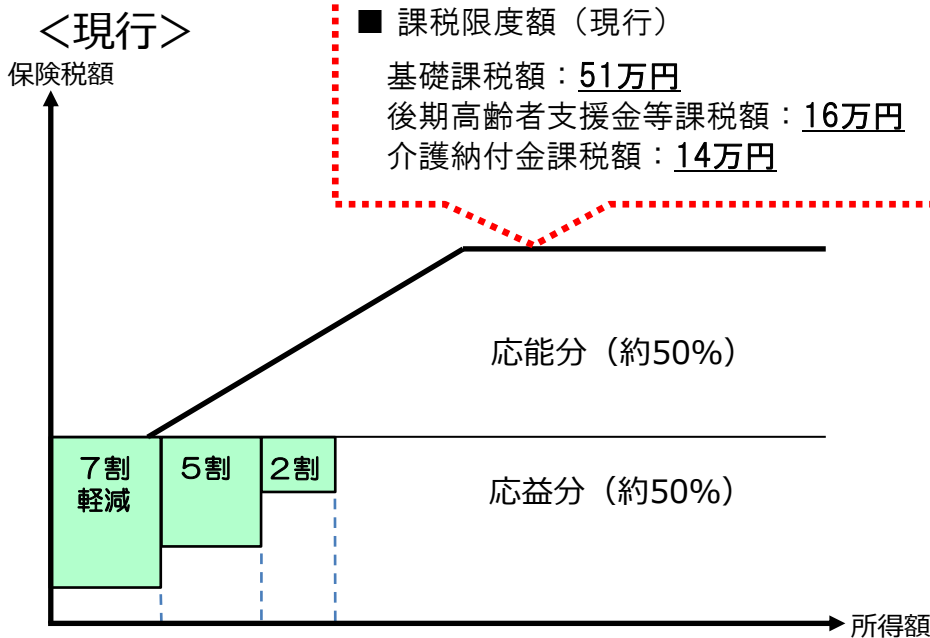 ＜現行＞
保険税額
■ 課税限度額（現行）
基礎課税額：51万円
後期高齢者支援金等課税額：16万円
介護納付金課税額：14万円
応能分（約50%）
７割
軽減
５割
２割
応益分（約50%）
所得額